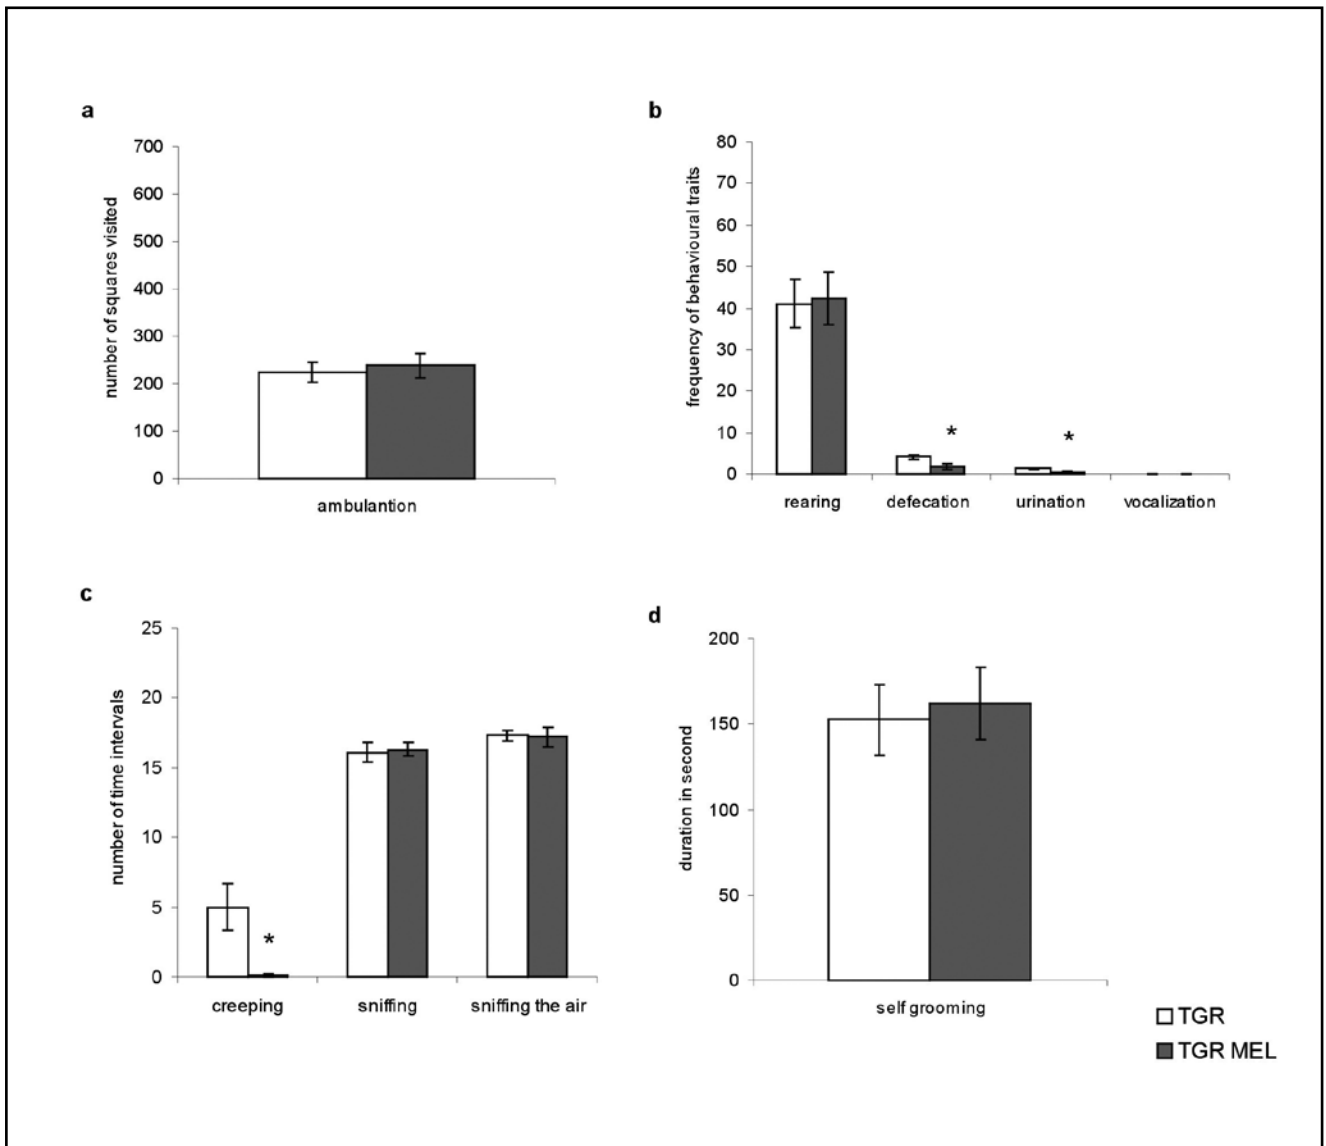 a
700
600
500
400
300
200
100
0
number of squares visited
ambulantion
b
80
70
60
50
40
30
20
10
0
frequency of behavioural traits
*
*
rearing defecation urination vocalization
c
25
20
15
10
5
0
number of time intervals
*
creeping sniffing sniffing the air
d
200
150
100
50
0
duration in second
self grooming
TGR
TGR MEL